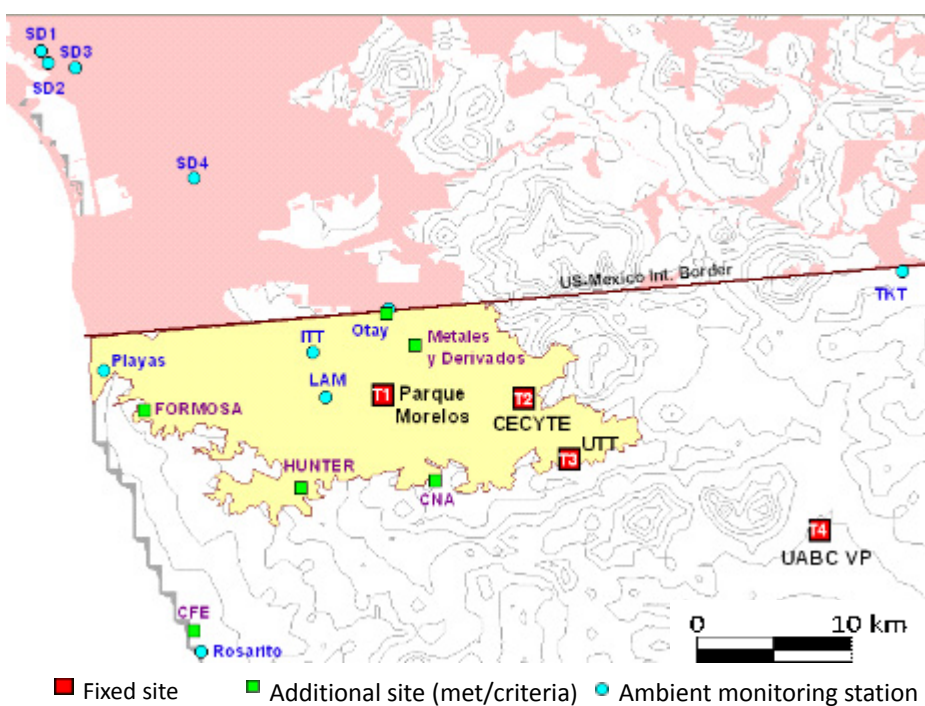 SD1
SD3
SD2
SD4
US-Mexico Int. Border
TKT
Otay
ITT
Metales
y Derivados
Playas
LAM
T1 Parque
Morelos
T2
CECYTE
FORMOSA
UTT
T3
HUNTER
CNA
T4
UABC VP
CFE
Rosarito
0 10 km
Fixed site
Additional site (met/criteria)
Ambient monitoring station